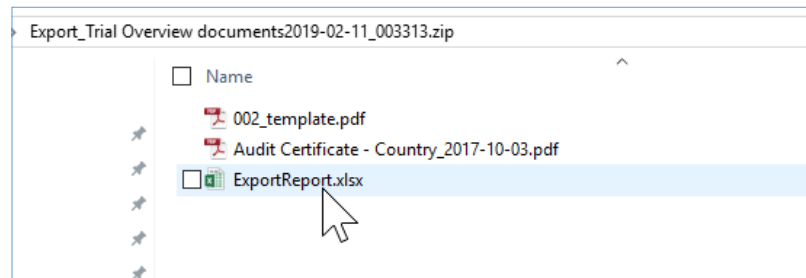 Export_Trial Overview documents2019-02-11_003313.zip
Name
002_template.pdf
Audit Certificate - Country_2017-10-03.pdf
ExportReport.xlsx